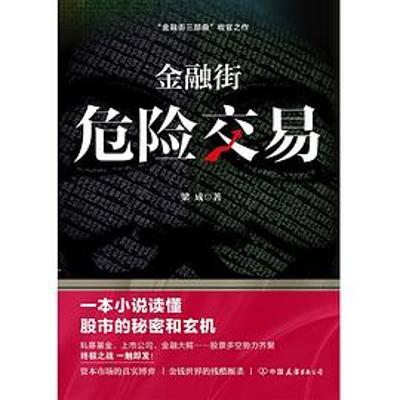 “金融街三部曲”收官之作
金融街
危险交易
梁成◎著
一本小说读懂
股市的秘密和玄机
私募基金、上市公司、金融大鳄……股票多空势力齐聚
终极之战 一触即发！
资本市场的真实博弈 | 金钱世界的残酷厮杀 | 中国友谊出版公司